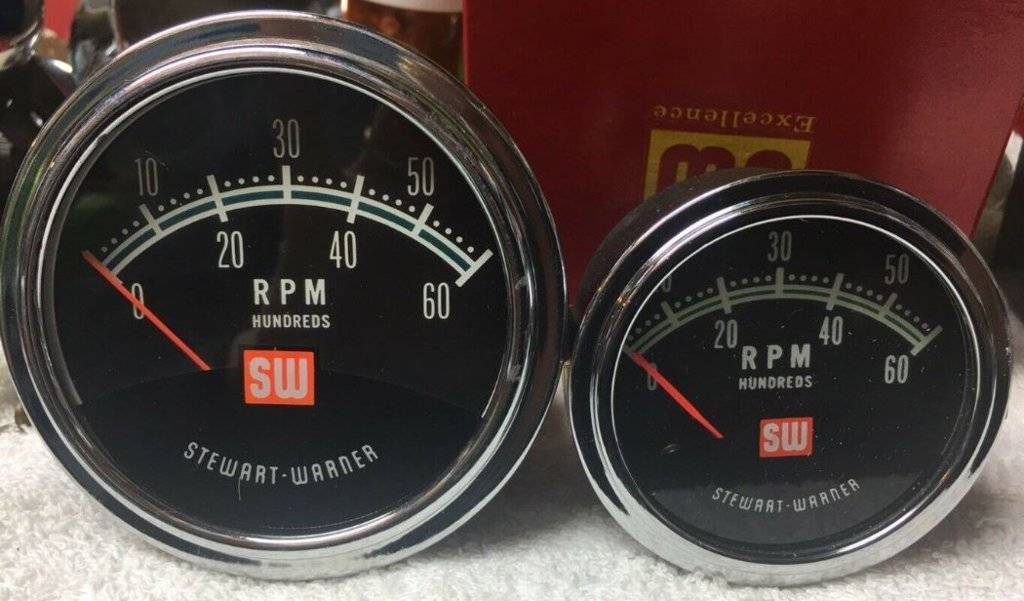 10 30 50
20 40
0 60
RPM
HUNDREDS
SW
STEWART-WARNER
Excellence
30 50
20 40
0 60
RPM
HUNDREDS
SW
STEWART-WARNER